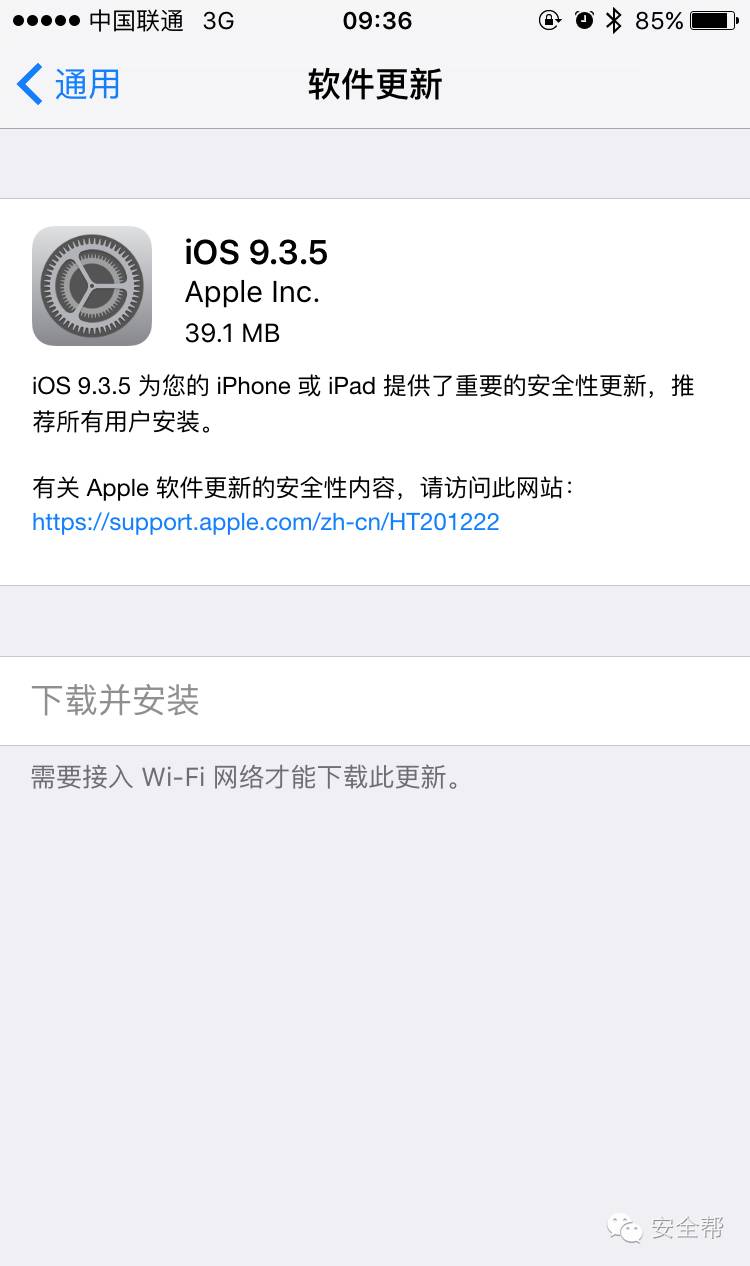 中国联通 3G 09:36 85%
通用 软件更新
iOS 9.3.5
Apple Inc.
39.1 MB
iOS 9.3.5 为您的 iPhone 或 iPad 提供了重要的安全性更新，推
荐所有用户安装。
有关 Apple 软件更新的安全性内容，请访问此网站：
https://support.apple.com/zh-cn/HT201222
下载并安装
需要接入 Wi-Fi 网络才能下载此更新。
安全帮